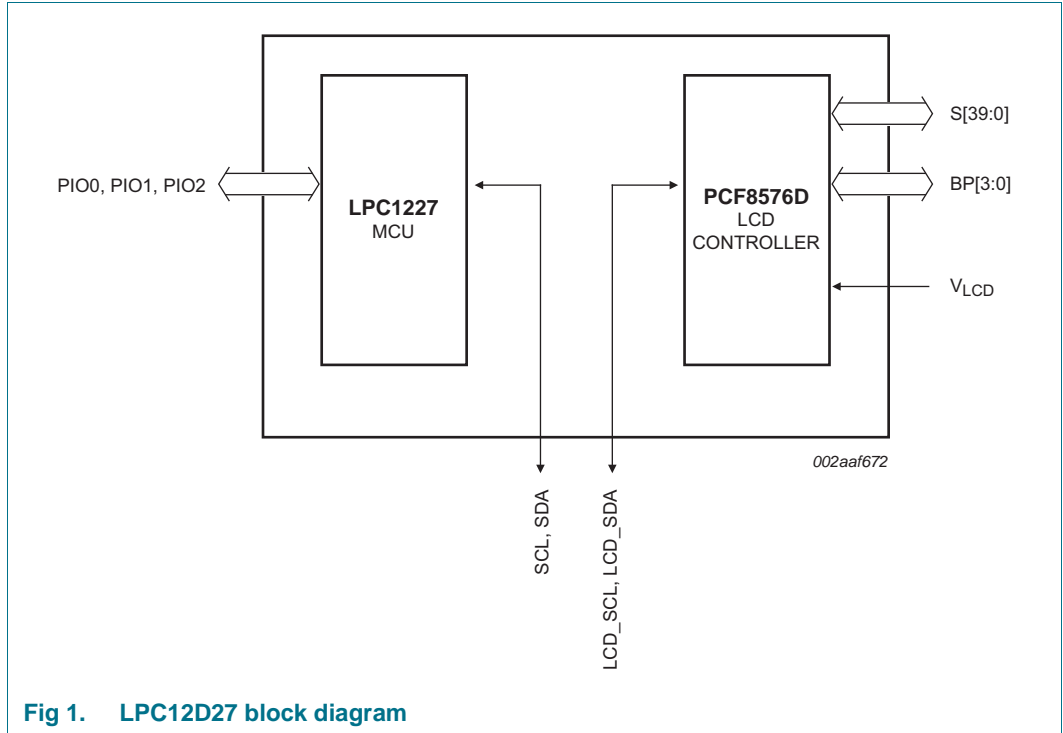 PIO0, PIO1, PIO2
LPC1227
MCU
PCF8576D
LCD
CONTROLLER
S[39:0]
BP[3:0]
VLCD
SCL, SDA
LCD_SCL, LCD_SDA
002aaf672
Fig 1. LPC12D27 block diagram